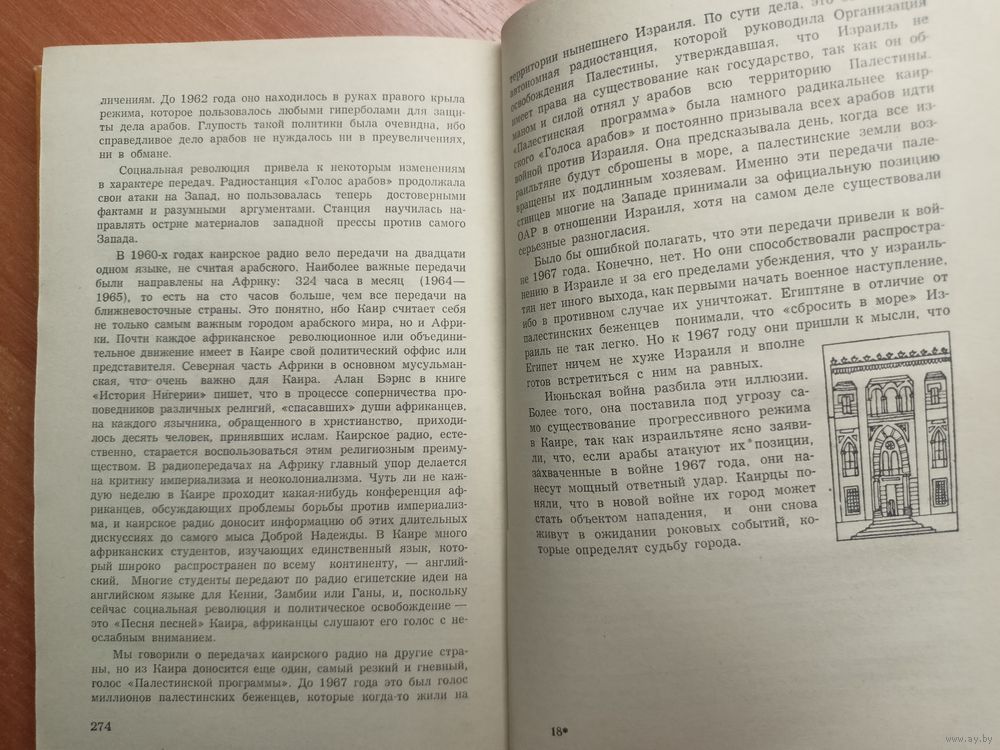 личениям. До 1962 года оно находилось в руках правого крыла
режима, которое пользовалось любыми гиперболами для защи-
ты дела арабов. Глупость такой политики была очевидна, ибо
справедливое дело арабов не нуждалось ни в преувеличениях,
ни в обмане.
Социальная революция привела к некоторым изменениям
в характере передач. Радиостанция «Голос арабов» продолжала
свои атаки на Запад, но пользовалась теперь достоверными
фактами и разумными аргументами. Станция научилась на-
правлять острие материалов западной прессы против самого
Запада.
В 1960-х годах каирское радио вело передачи на двадцати
одном языке, не считая арабского. Наиболее важные передачи
были направлены на Африку: 324 часа в месяц (1964—
1965), то есть на сто часов больше, чем все передачи на
ближневосточные страны. Это понятно, ибо Каир считает себя
не только самым важным городом арабского мира, но и Афри-
ки. Почти каждое африканское революционное или объедини-
тельное движение имеет в Каире свой политический оффис или
представителя. Северная часть Африки в основном мусульман-
ская, что очень важно для Каира. Алан Бэрнс в книге
«История Нигерии» пишет, что в процессе соперничества про-
поведников различных религий, «спасавших» души африканцев,
на каждого язычника, обращенного в христианство, приходи-
лось десять человек, принявших ислам. Каирское радио, есте-
ственно, старается воспользоваться этим религиозным преиму-
ществом. В радиопередачах на Африку главный упор делается
на критику империализма и неоколониализма. Чуть ли не каж-
дую неделю в Каире проходит какая-нибудь конференция аф-
риканцев, обсуждающих проблемы борьбы против империализ-
ма, и каирское радио доносит информацию об этих длительных
дискуссиях до самого мыса Доброй Надежды. В Каире много
африканских студентов, изучающих единственный язык, кото-
рый широко распространен по всему континенту, — англий-
ский. Многие студенты передают по радио египетские идеи на
английском языке для Кении, Замбии или Ганы, и, поскольку
сейчас социальная революция и политическое освобождение —
это «Песня песней» Каира, африканцы слушают его голос с не-
ослабным вниманием.
Мы говорили о передачах каирского радио на другие стра-
ны, но из Каира доносится еще один, самый резкий и гневный,
голос «Палестинской программы». До 1967 года это был голос
миллионов палестинских беженцев, которые когда-то жили на
274
территории нынешнего Израиля. По сути дела, это
автономная радиостанция, которой руководила Организация
освобождения Палестины, утверждавшая, что Израиль не
имеет права на существование как государство, так как он об-
маном и силой отнял у арабов всю территорию Палестины.
«Палестинская программа» была намного радикальнее каир-
ского «Голоса арабов» и постоянно призывала всех арабов идти
войной против Израиля. Она предсказывала день, когда все из-
раильтяне будут сброшены в море, а палестинские земли возв-
вращены их подлинным хозяевам. Именно эти передачи пале-
стинцев многие на Западе принимали за официальную позицию
ОАР в отношении Израиля, хотя на самом деле существовали
серьезные разногласия.
Было бы ошибкой полагать, что эти передачи привели к вой-
не 1967 года. Конечно, нет. Но они способствовали распростра-
нению в Израиле и за его пределами убеждения, что у израиль-
тян нет иного выхода, как первыми начать военное наступление,
ибо в противном случае их уничтожат. Египтяне в отличие от
палестинских беженцев понимали, что «сбросить в море» Из-
раиль не так легко. Но к 1967 году они пришли к мысли, что
Египет ничем не хуже Израиля и вполне
готов встретиться с ним на равных.
Июньская война разбила эти иллюзии.
Более того, она поставила под угрозу са-
мо существование прогрессивного режима
в Каире, так как израильтяне ясно заяви-
ли, что, если арабы атакуют их позиции,
захваченные в войне 1967 года, они на-
несут мощный ответный удар. Каирцы по-
няли, что в новой войне их город может
стать объектом нападения, и они снова
живут в ожидании роковых событий, ко-
торые определят судьбу города.
18*
www.ay.by